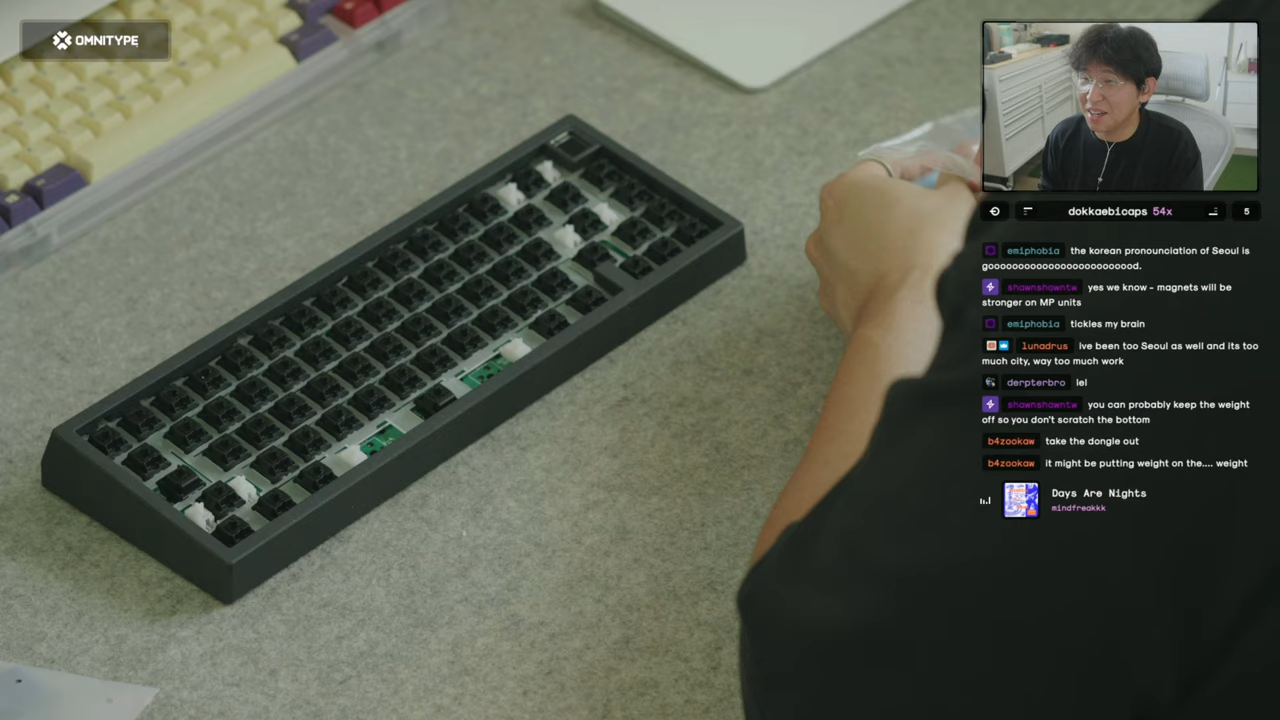 OMNITYPE
dokkaebicaps 54x
5
emiphobia the korean pronounciation of Seoul is
goooooooooooooooooooooooood.
shawnshawntw yes we know - magnets will be
stronger on MP units
emiphobia tickles my brain
lunadrus ive been too Seoul as well and its too
much city, way too much work
derpterbro lel
shawnshawntw you can probably keep the weight
off so you don't scratch the bottom
b4zookaw take the dongle out
b4zookaw it might be putting weight on the.... weight
Days Are Nights
mindfreakkk